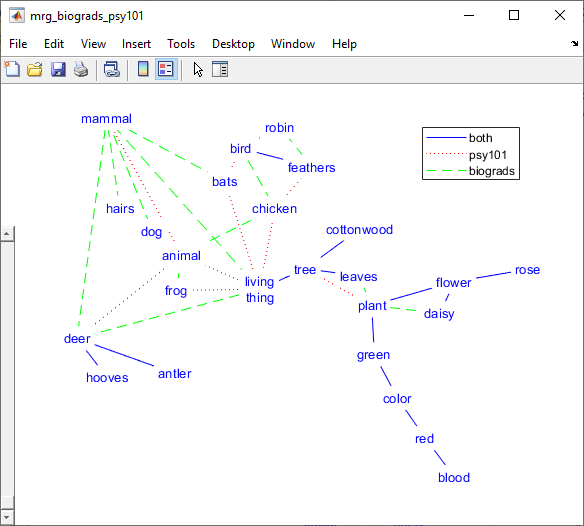 mrg_biograds_psy101
File Edit View Insert Tools Desktop Window Help
mammal
robin
both
bird
psy101
feathers
biograds
bats
hairs
chicken
dog
cottonwood
animal
tree
leaves
flower
rose
living
thing
frog
plant
daisy
deer
green
hooves
antler
color
red
blood